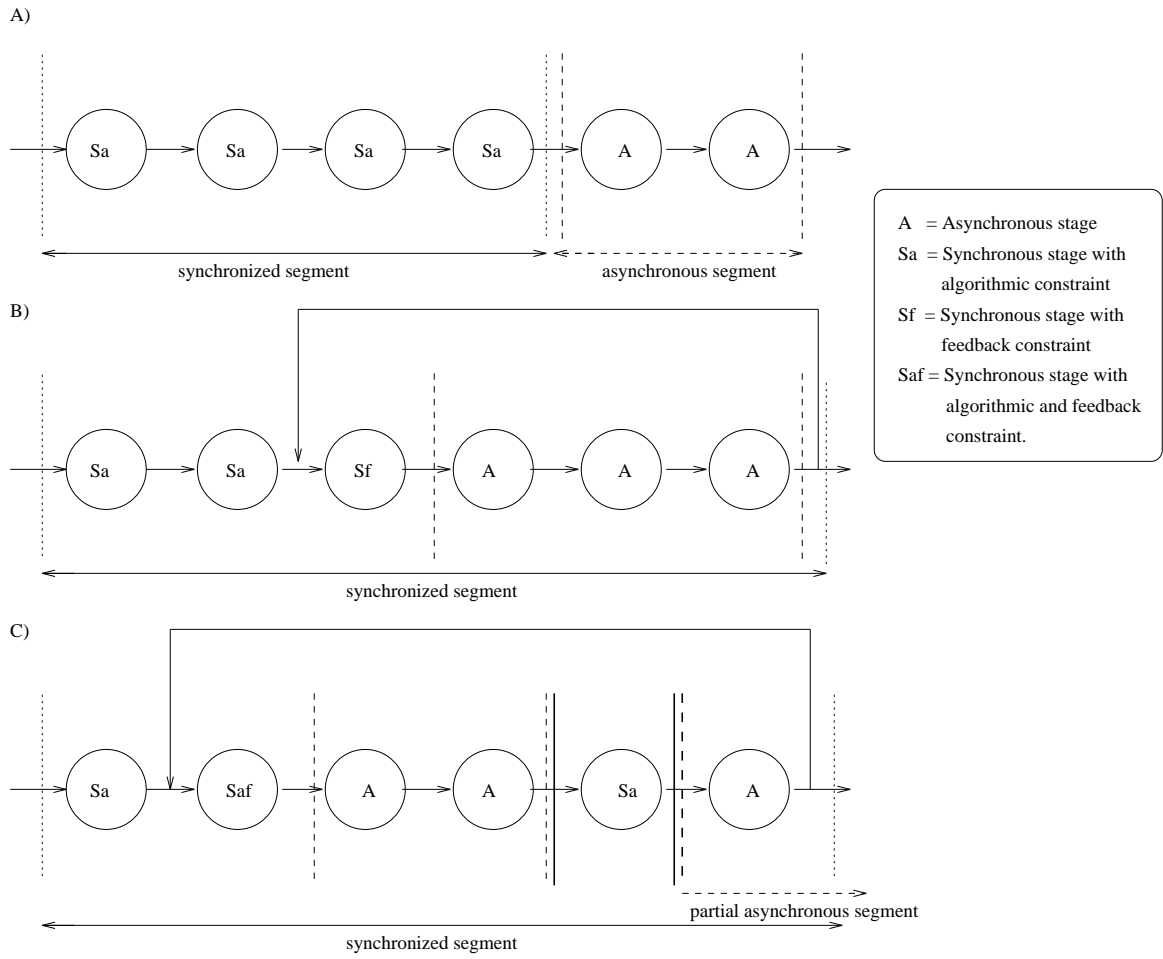 A)
Sa Sa Sa Sa A A
synchronized segment asynchronous segment
A = Asynchronous stage
Sa = Synchronous stage with
algorithmic constraint
Sf = Synchronous stage with
feedback constraint
Saf = Synchronous stage with
algorithmic and feedback
constraint.
B)
Sa Sa Sf A A A
synchronized segment
C)
Sa Saf A A Sa A
partial asynchronous segment
synchronized segment